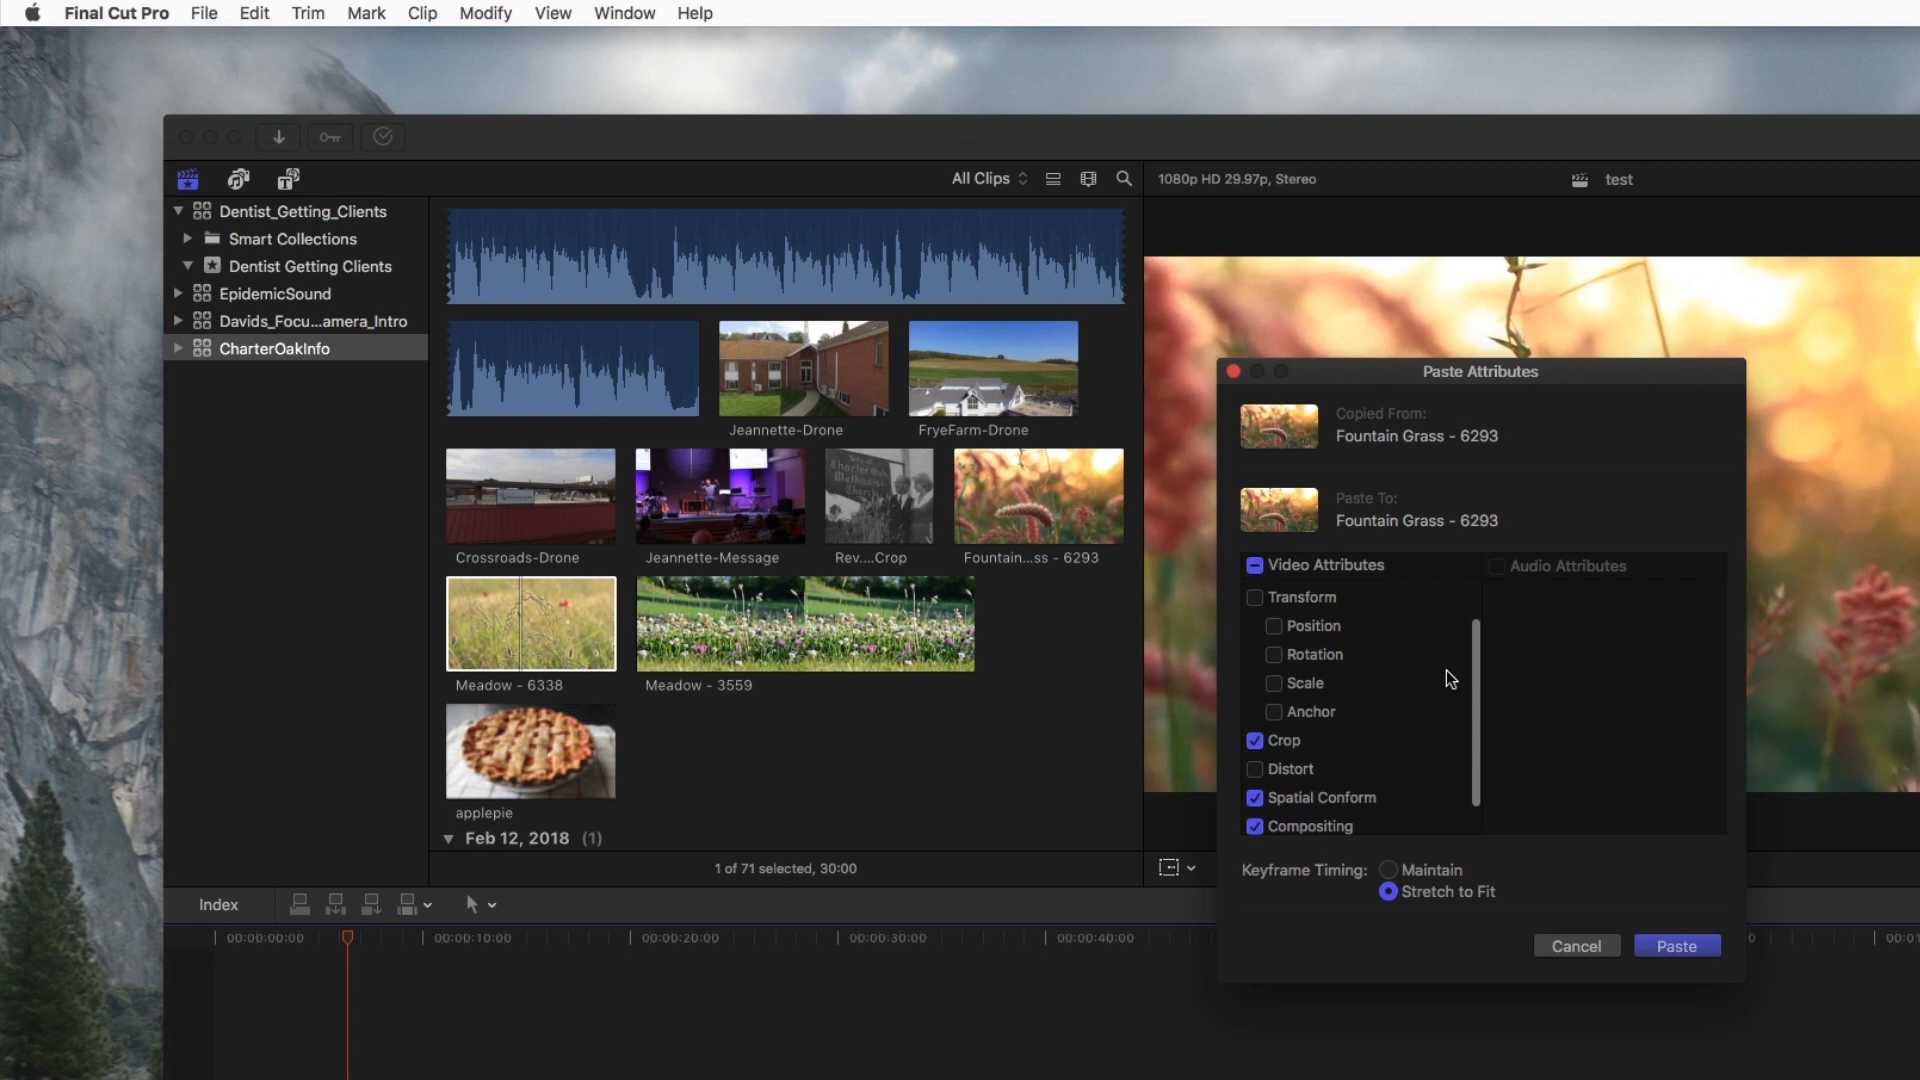 Final Cut Pro File Edit Trim Mark Clip Modify View Window Help
All Clips
1080p HD 29.97p, Stereo
test
Dentist_Getting_Clients
Smart Collections
Dentist Getting Clients
EpidemicSound
Davids_Focu...amera_Intro
CharterOakInfo
Jeannette-Drone
FryeFarm-Drone
Crossroads-Drone
Jeannette-Message
Rev....Crop
Fountain...ss - 6293
Meadow - 6338
Meadow - 3559
applepie
Feb 12, 2018 (1)
1 of 71 selected, 30:00
Paste Attributes
Copied From:
Fountain Grass - 6293
Paste To:
Fountain Grass - 6293
Video Attributes
Audio Attributes
Transform
Position
Rotation
Scale
Anchor
Crop
Distort
Spatial Conform
Compositing
Keyframe Timing: Maintain
Stretch to Fit
Cancel Paste
Index
00:00:00:00 00:00:10:00 00:00:20:00 00:00:30:00 00:00:40:00